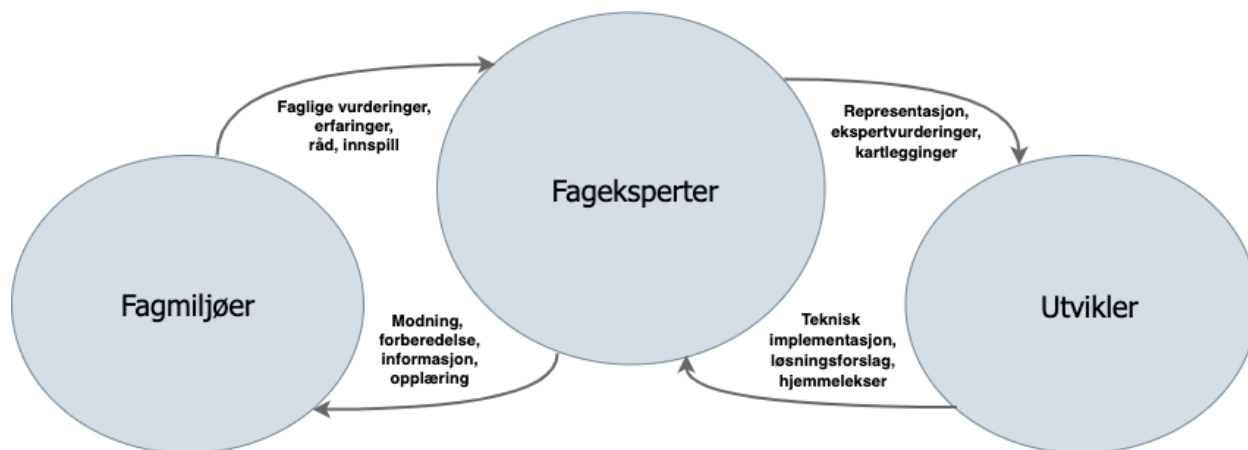 Faglige vurderinger,
erfaringer,
råd, innspill
Representasjon,
ekspertvurderinger,
kartlegginger
Fageksperter
Fagmiljøer
Utvikler
Modning,
forberedelse,
informasjon,
opplæring
Teknisk
implementasjon,
løsningsforslag,
hjemmelekser